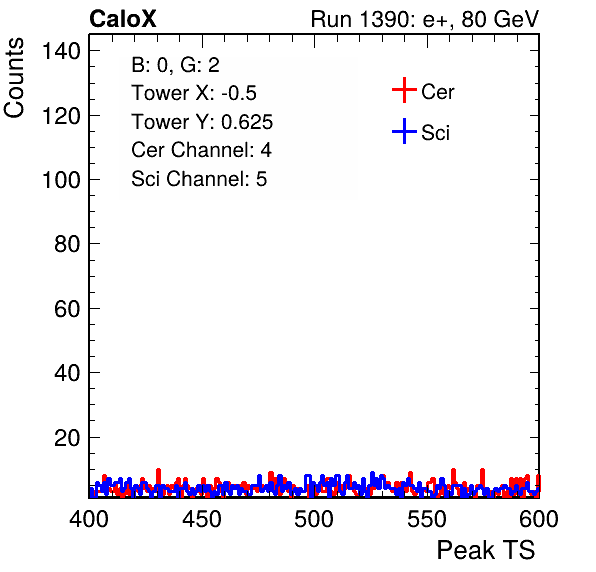 CaloX
Run 1390: e+, 80 GeV
Counts
140
120
100
80
60
40
20
B: 0, G: 2
Tower X: -0.5
Tower Y: 0.625
Cer Channel: 4
Sci Channel: 5
Cer
Sci
400
450
500
550
600
Peak TS